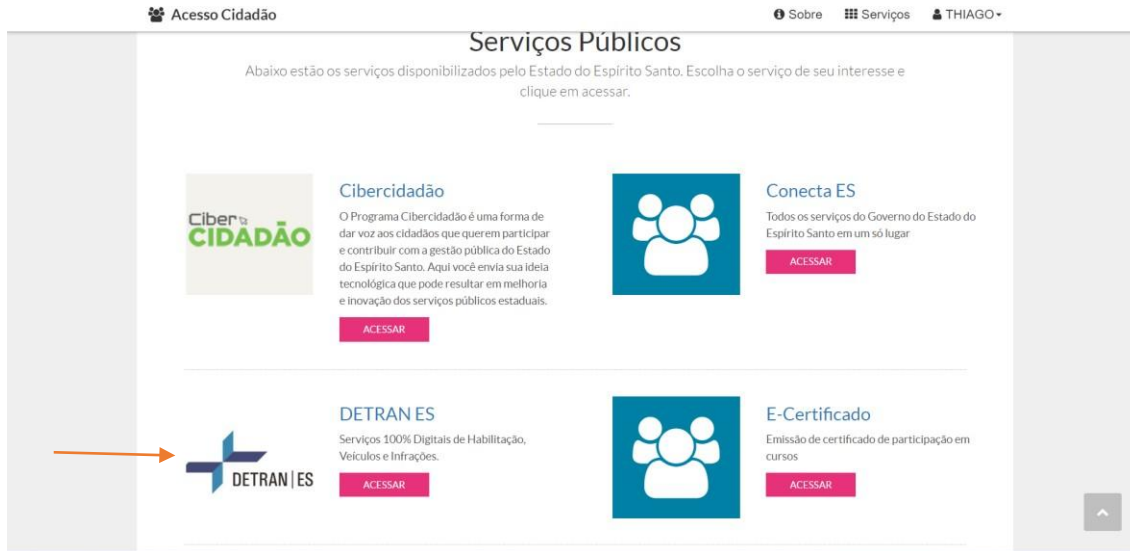 Acesso Cidadão
Sobre
Serviços
THIAGO
Serviços Públicos
Abaixo estão os serviços disponibilizados pelo Estado do Espírito Santo. Escolha o serviço de seu interesse e
clique em acessar.
Ciber
CIDADÃO
Cibercidadão
O Programa Cibercidadão é uma forma de
dar voz aos cidadãos que querem participar
e contribuir com a gestão pública do Estado
do Espírito Santo. Aqui você envia sua ideia
tecnológica que pode resultar em melhoria
e inovação dos serviços públicos estaduais.
ACESSAR
Conecta ES
Todos os serviços do Governo do Estado do
Espírito Santo em um só lugar
ACESSAR
DETRAN|ES
DETRAN ES
Serviços 100% Digitais de Habilitação,
Veículos e Infrações.
ACESSAR
E-Certificado
Emissão de certificado de participação em
cursos
ACESSAR